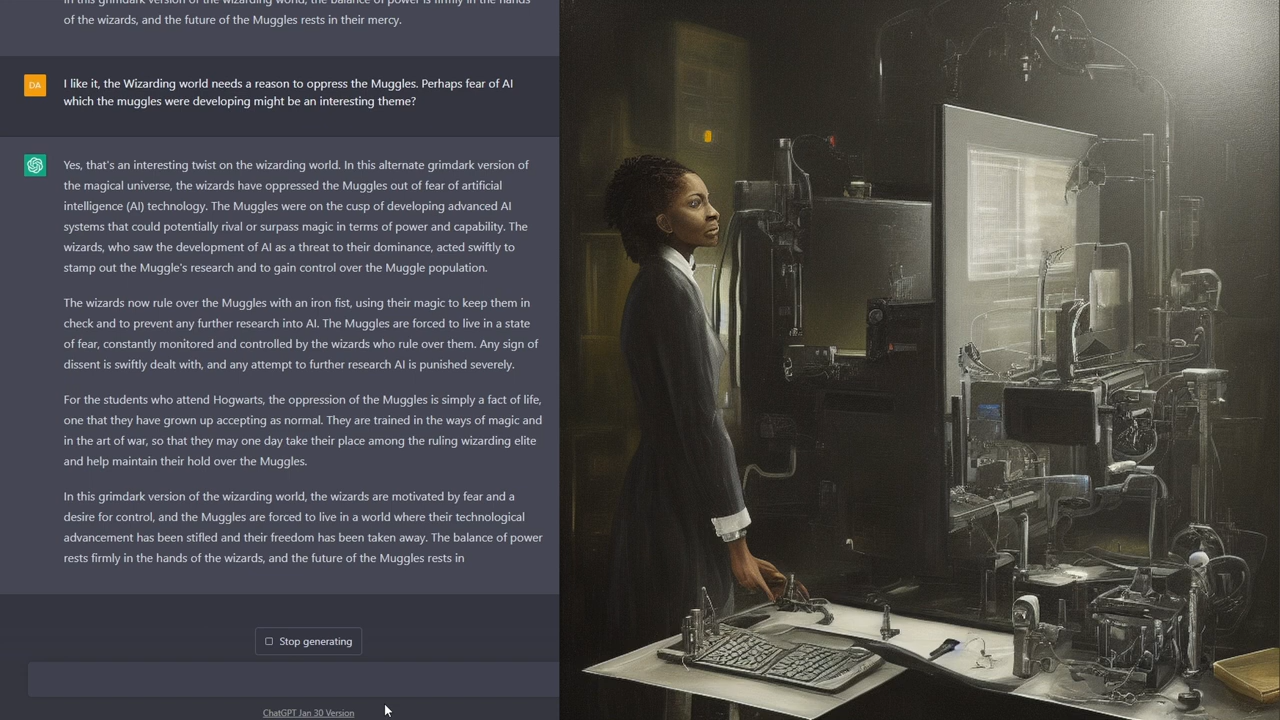 in this grimdark version of the wizarding world, the balance of power is firmly in the hands
of the wizards, and the future of the Muggles rests in their mercy.
DA
I like it, the Wizarding world needs a reason to oppress the Muggles. Perhaps fear of AI
which the muggles were developing might be an interesting theme?
Yes, that's an interesting twist on the wizarding world. In this alternate grimdark version of
the magical universe, the wizards have oppressed the Muggles out of fear of artificial
intelligence (AI) technology. The Muggles were on the cusp of developing advanced AI
systems that could potentially rival or surpass magic in terms of power and capability. The
wizards, who saw the development of AI as a threat to their dominance, acted swiftly to
stamp out the Muggle's research and to gain control over the Muggle population.
The wizards now rule over the Muggles with an iron fist, using their magic to keep them in
check and to prevent any further research into AI. The Muggles are forced to live in a state
of fear, constantly monitored and controlled by the wizards who rule over them. Any sign of
dissent is swiftly dealt with, and any attempt to further research AI is punished severely.
For the students who attend Hogwarts, the oppression of the Muggles is simply a fact of life,
one that they have grown up accepting as normal. They are trained in the ways of magic and
in the art of war, so that they may one day take their place among the ruling wizarding elite
and help maintain their hold over the Muggles.
In this grimdark version of the wizarding world, the wizards are motivated by fear and a
desire for control, and the Muggles are forced to live in a world where their technological
advancement has been stifled and their freedom has been taken away. The balance of power
rests firmly in the hands of the wizards, and the future of the Muggles rests in
Stop generating
ChatGPT Jan 30 Version